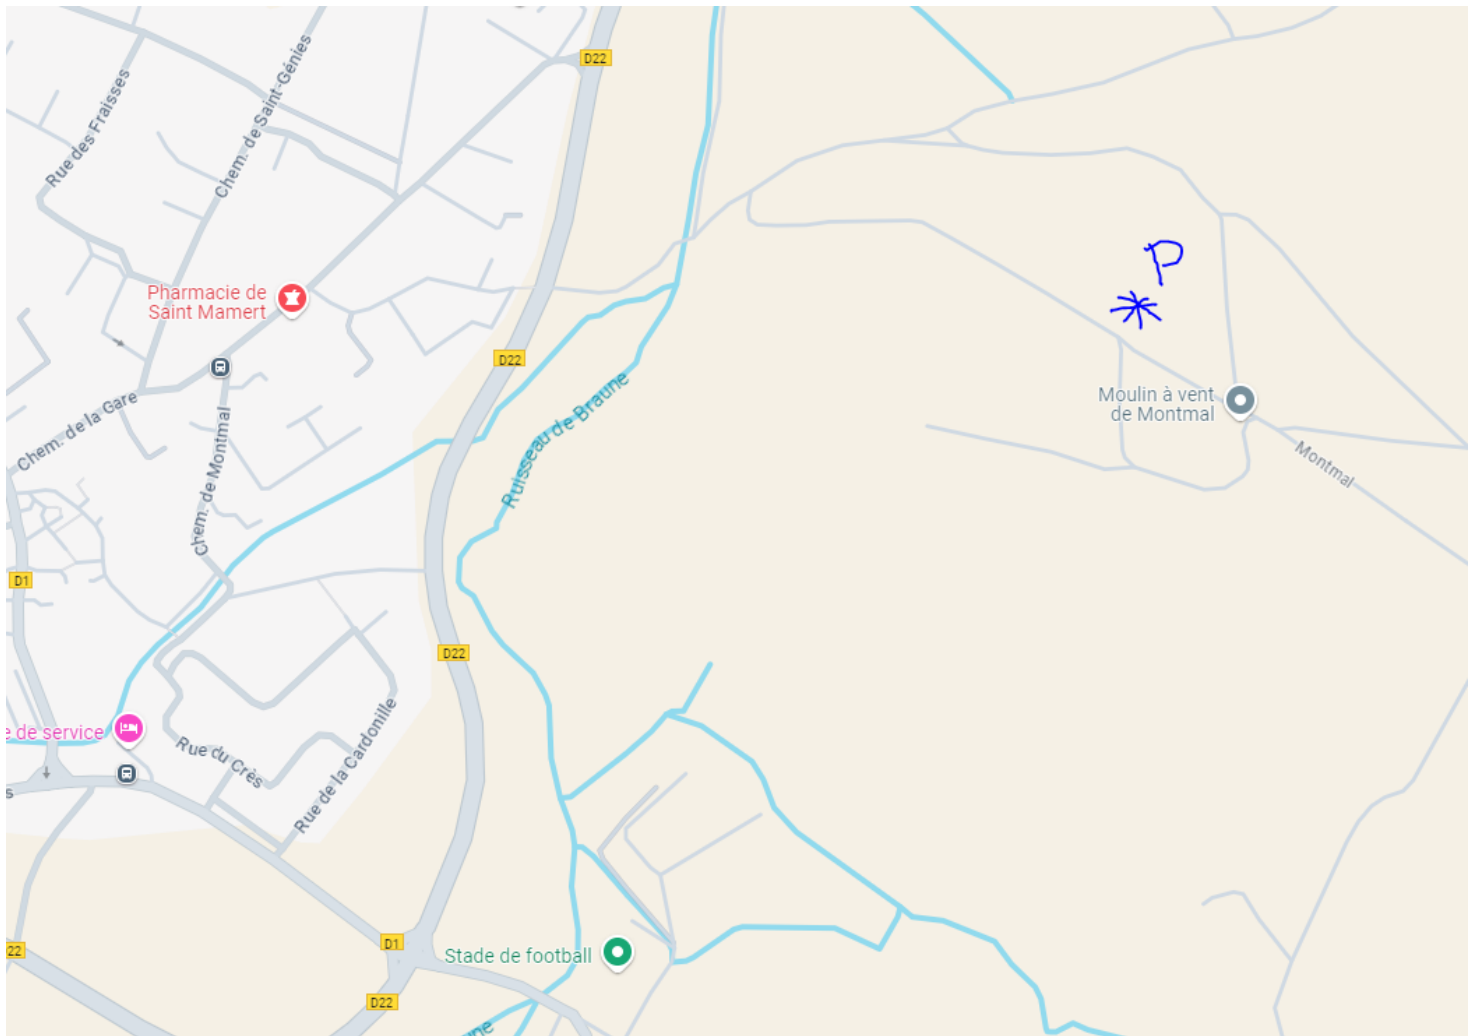 D22
Rue des Fraisses
Chem. de Saint-Génies
P
Pharmacie de
Saint Mamert
D22
Ruisseau de Braune
Moulin à vent
de Montmal
Chem. de la Gare
Chem. de Montmal
Montmal
D1
D22
e de service
Rue du Crès
Rue de la Cardonille
s
D1
22
Stade de football
D22
ne